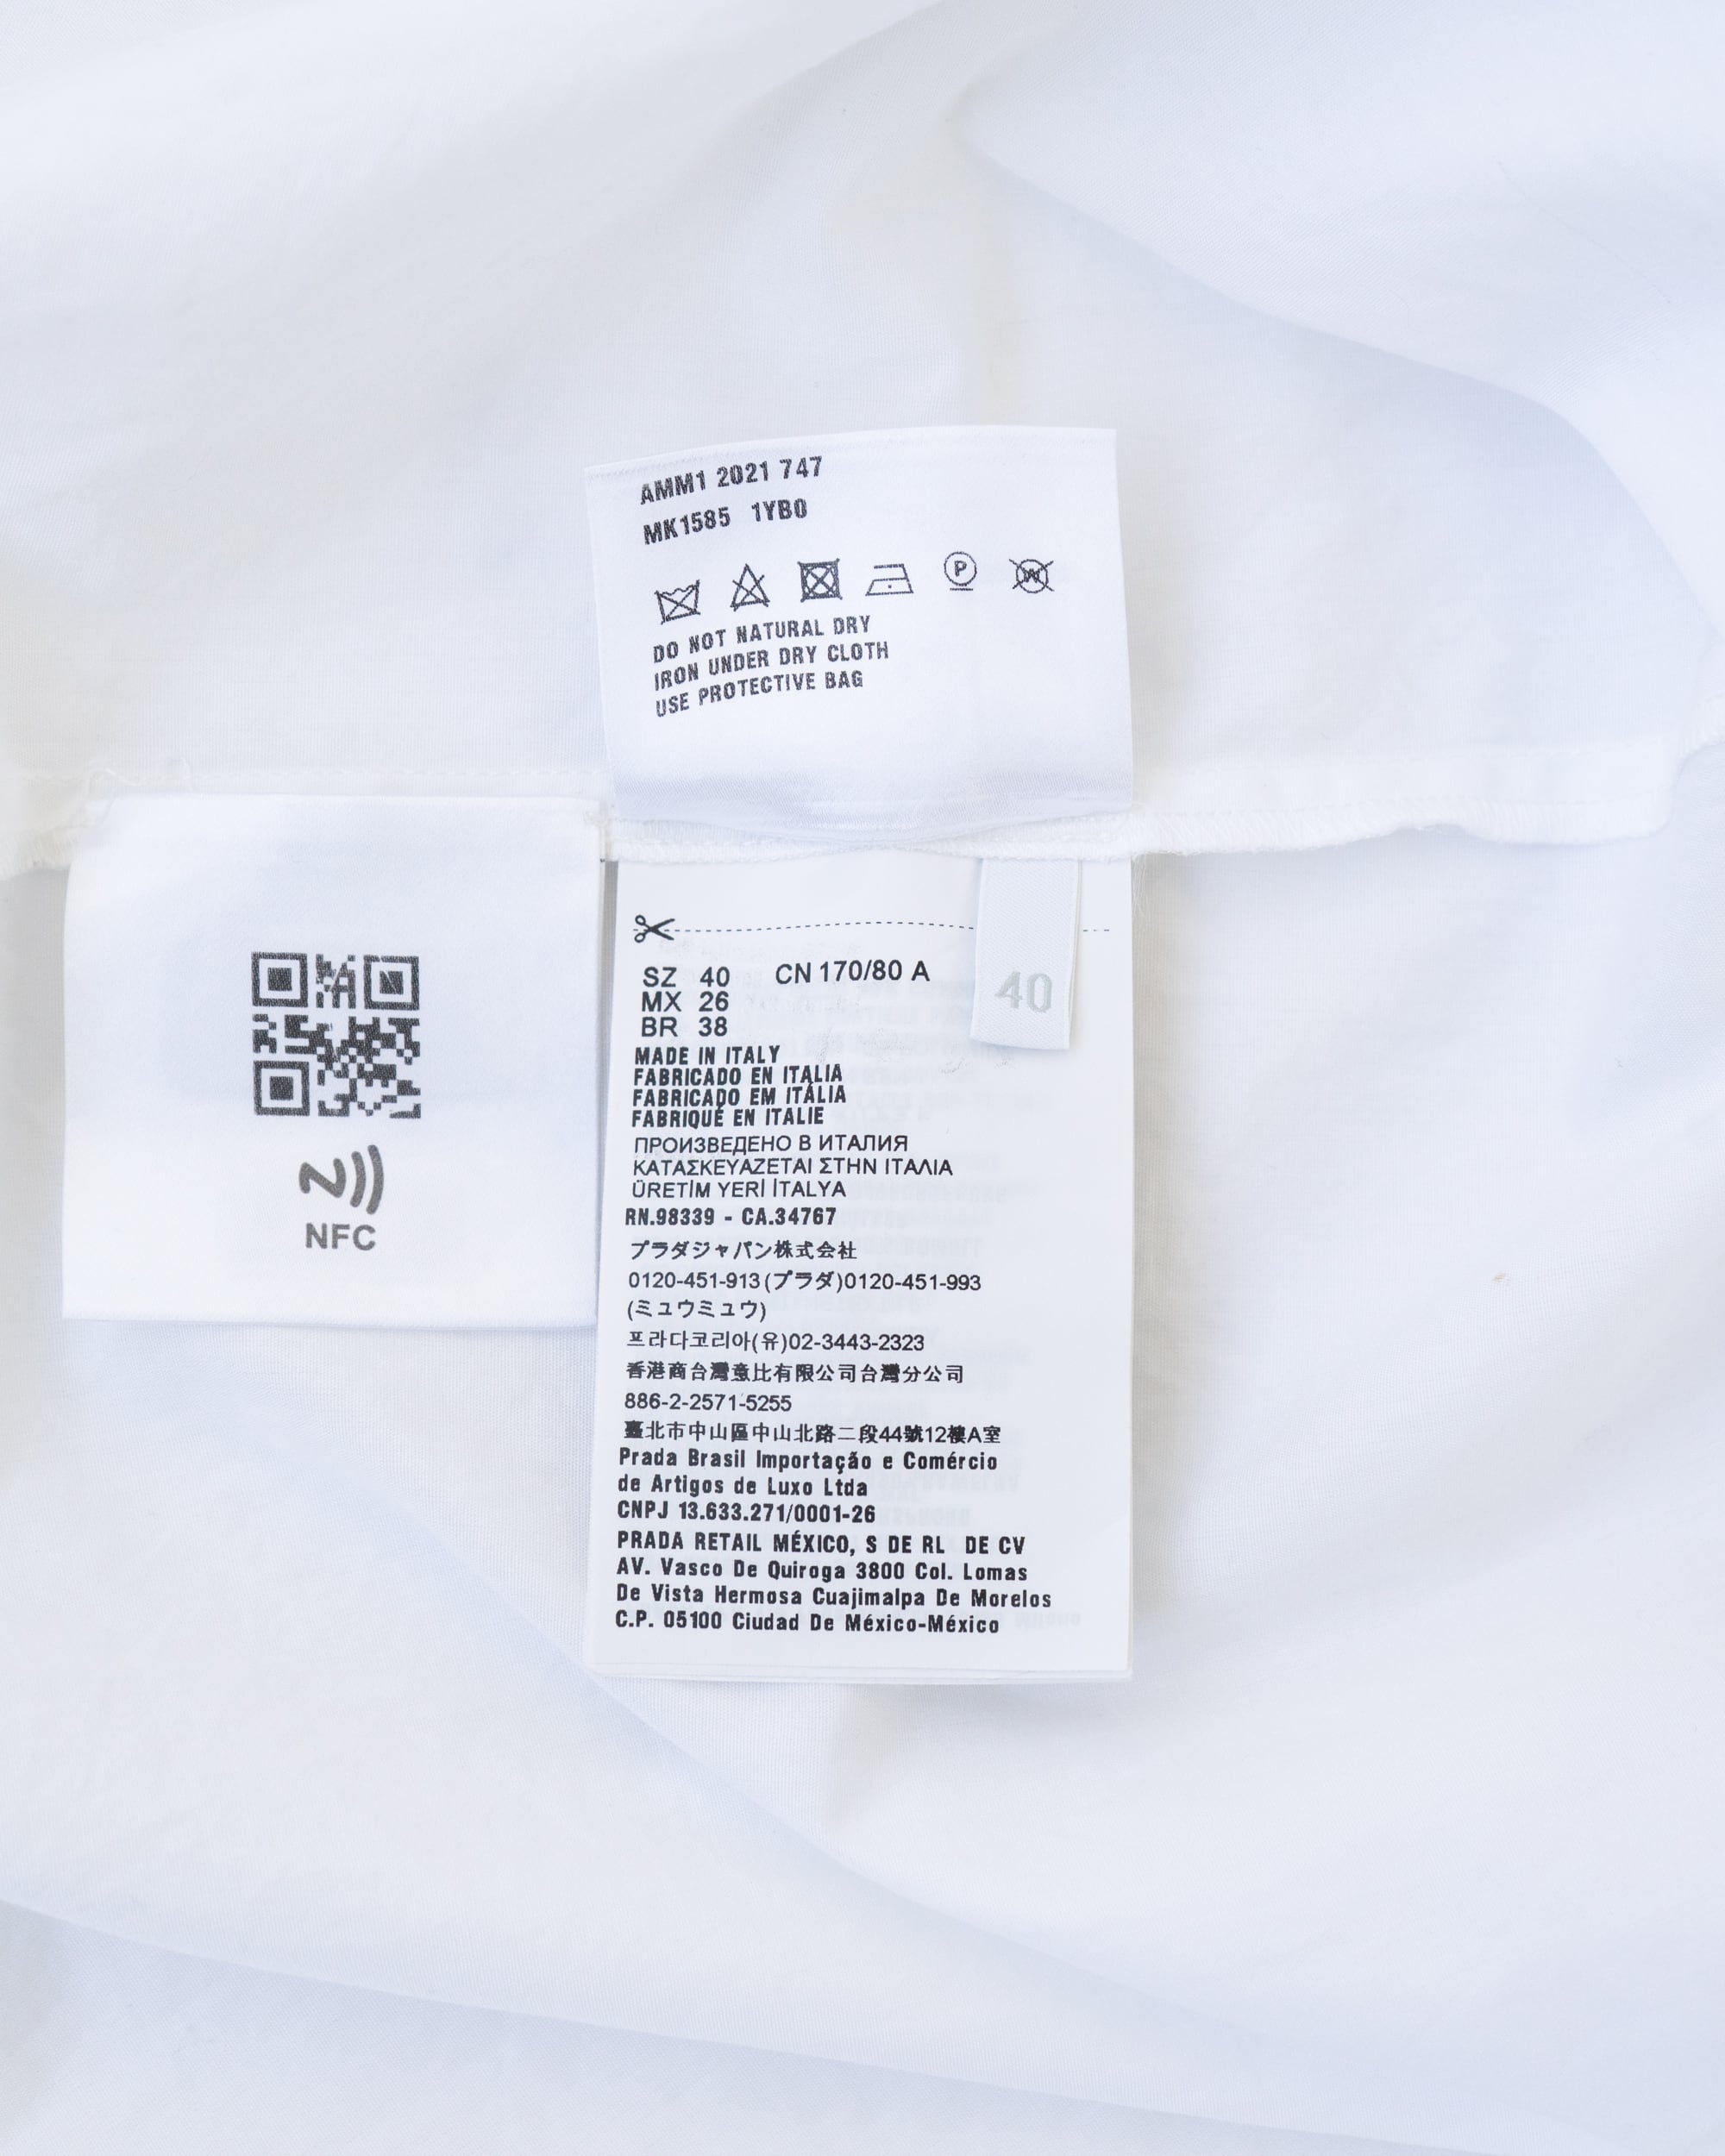 AMM1 2021 747
MK1585 1YB0
P W
DO NOT NATURAL DRY
IRON UNDER DRY CLOTH
USE PROTECTIVE BAG
NFC
SZ 40 CN 170/80 A
MX 26
BR 38
40
MADE IN ITALY
FABRICADO EN ITALIA
FABRICADO EM ITÁLIA
FABRIQUÉ EN ITALIE
ПРОИЗВЕДЕНО В ИТАЛИЯ
ΚΑΤΑΣΚΕΥΑΖΕΤΑΙ ΣΤΗΝ ΙΤΑΛΙΑ
ÜRETİM YERİ İTALYA
RN.98339 - CA.34767
プラダジャパン株式会社
0120-451-913(プラダ)0120-451-993
(ミュウミュウ)
프라다코리아(유)02-3443-2323
香港商台灣意比有限公司台灣分公司
886-2-2571-5255
臺北市中山區中山北路二段44號12樓A室
Prada Brasil Importação e Comércio
de Artigos de Luxo Ltda
CNPJ 13.633.271/0001-26
PRADA RETAIL MÉXICO, S DE RL DE CV
AV. Vasco De Quiroga 3800 Col. Lomas
De Vista Hermosa Cuajimalpa De Morelos
C.P. 05100 Ciudad De México-México